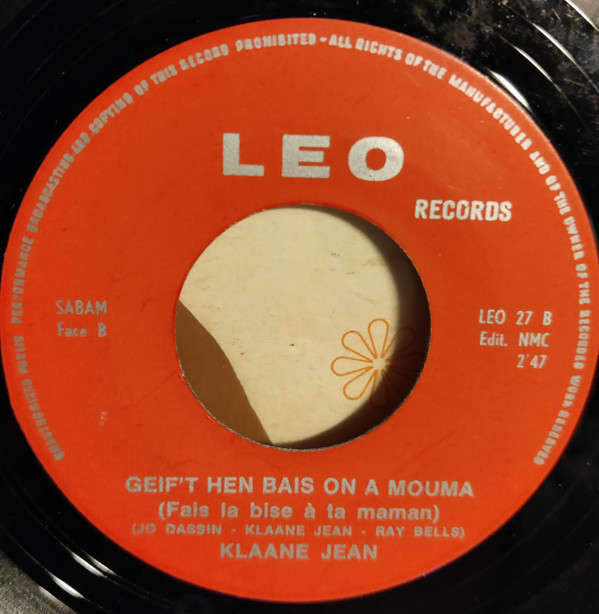 UNAUTHORISED PUBLIC PERFORMANCE BROADCASTING AND COPYING OF THIS RECORD PROHIBITED - ALL RIGHTS OF THE MANUFACTURER AND OF THE OWNER OF THE RECORDED WORK RESERVED
LEO
RECORDS
SABAM
Face B
LEO 27 B
Edit. NMC
2'47
GEIF'T HEN BAIS ON A MOUMA
(Fais la bise à ta maman)
(JO DASSIN - KLAANE JEAN - RAY BELLS)
KLAANE JEAN